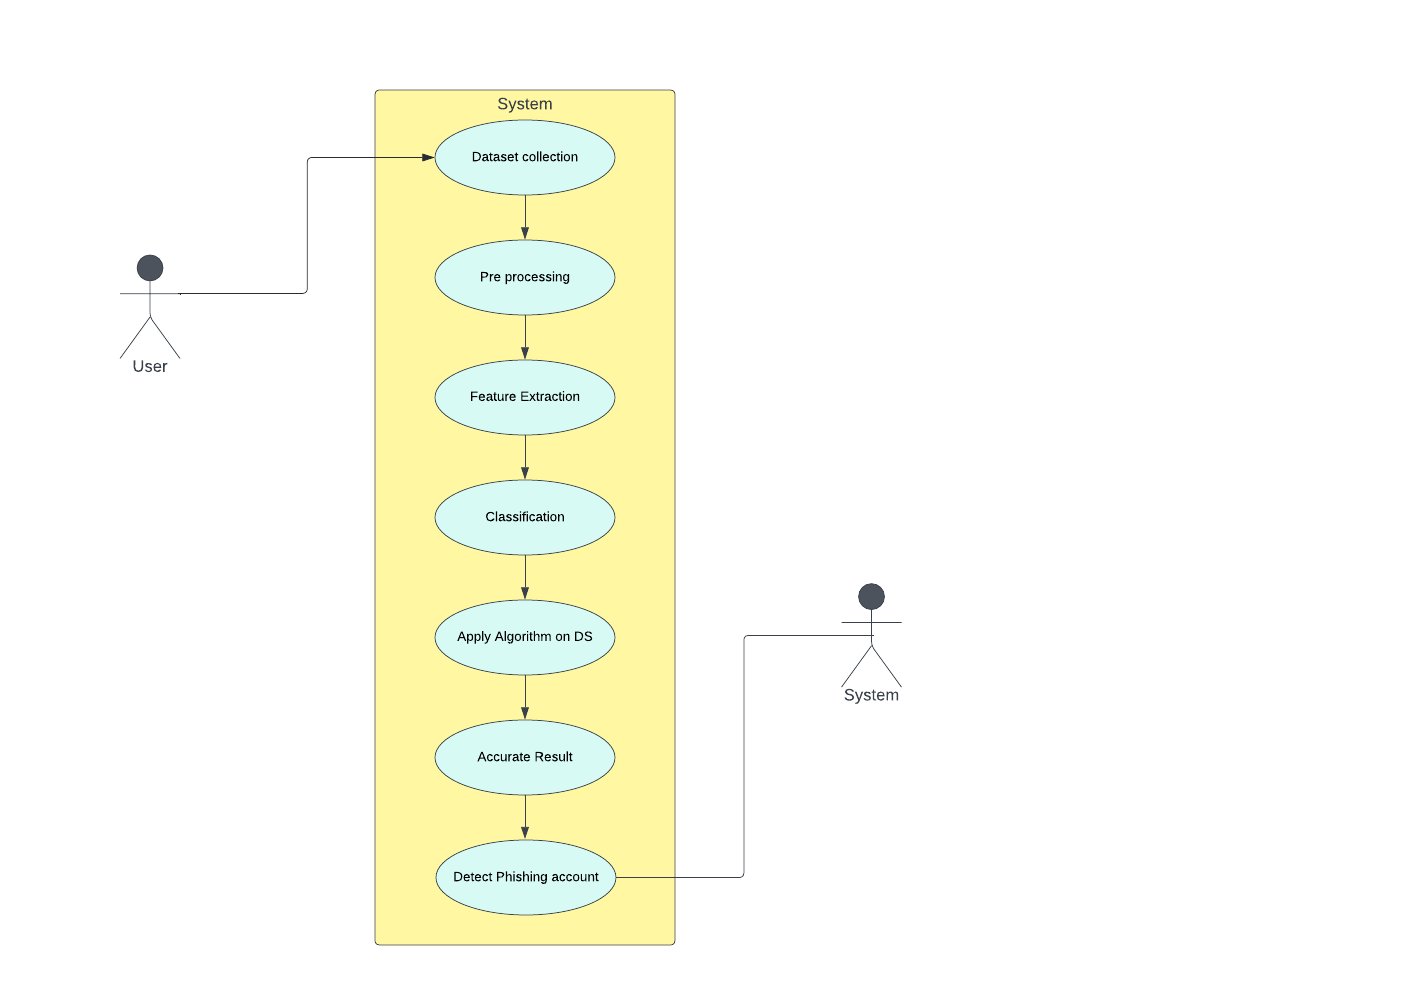 System
Dataset collection
Pre processing
User
Feature Extraction
Classification
Apply Algorithm on DS
System
Accurate Result
Detect Phishing account